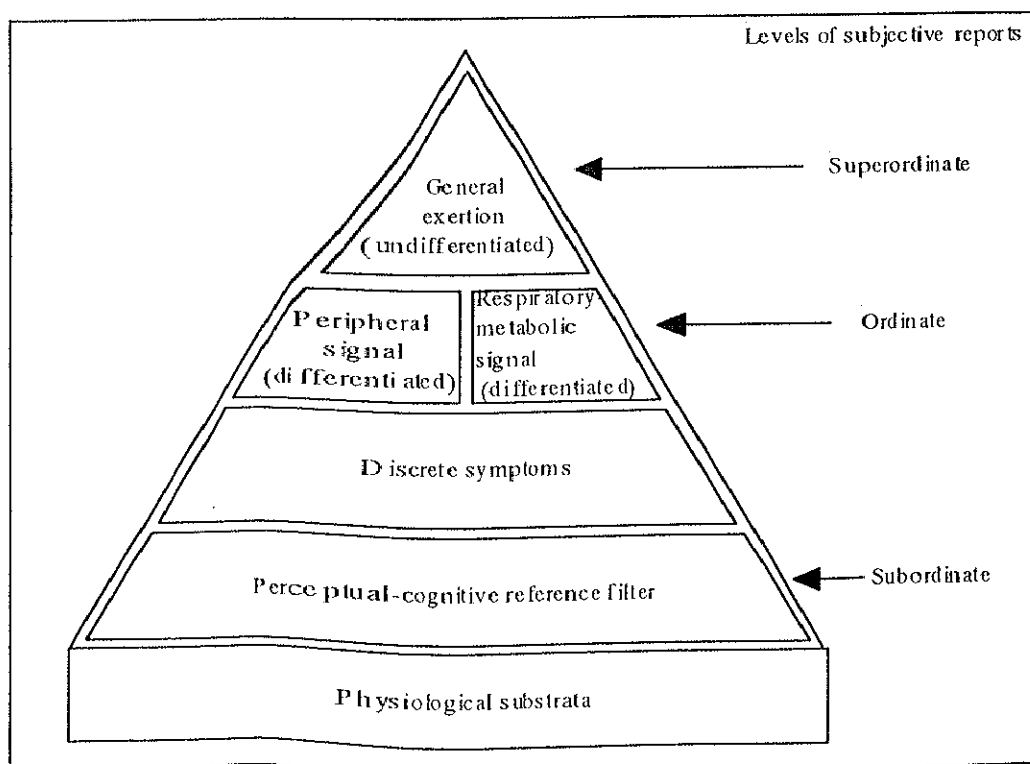 Levels of subjective reports
General
exertion
(undifferentiated)
Superordinate
Peripheral
signal
(differentiated)
Respiratory-
metabolic
signal
(differentiated)
Ordinate
Discrete symptoms
Perceptual-cognitive reference filter
Subordinate
Physiological substrata